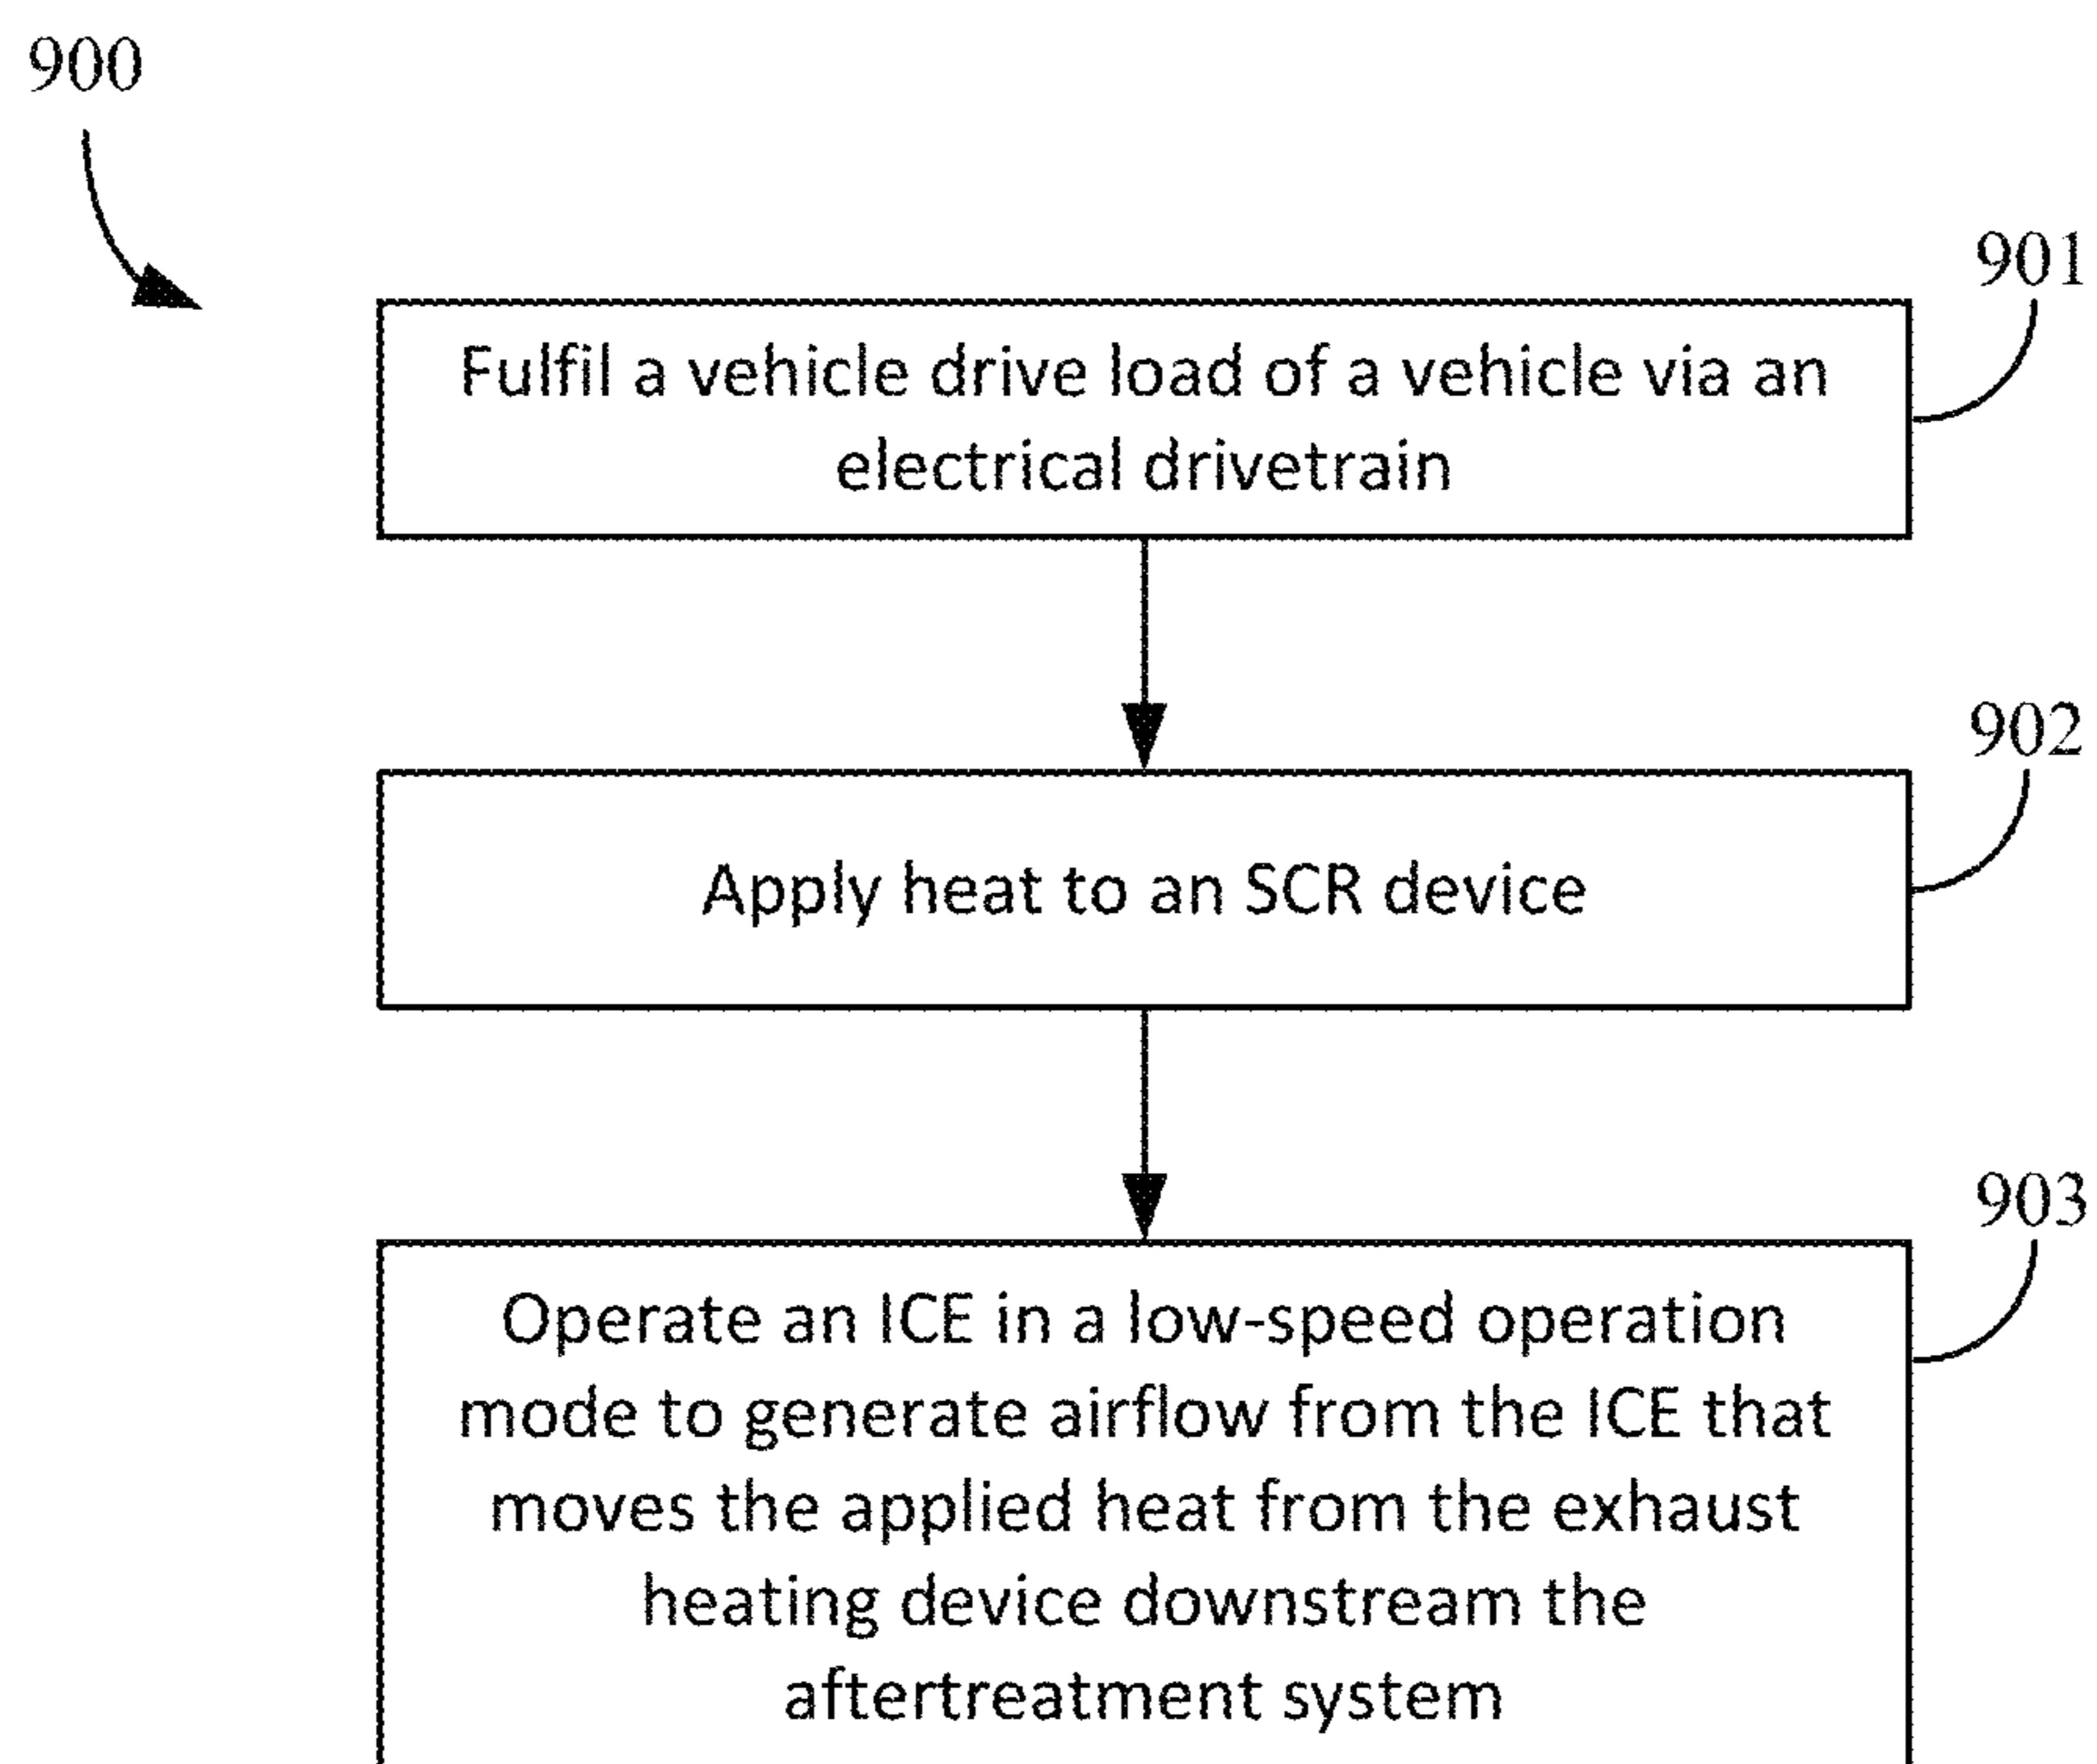 900
901
Fulfil a vehicle drive load of a vehicle via an
electrical drivetrain
902
Apply heat to an SCR device
903
Operate an ICE in a low-speed operation
mode to generate airflow from the ICE that
moves the applied heat from the exhaust
heating device downstream the
aftertreatment system